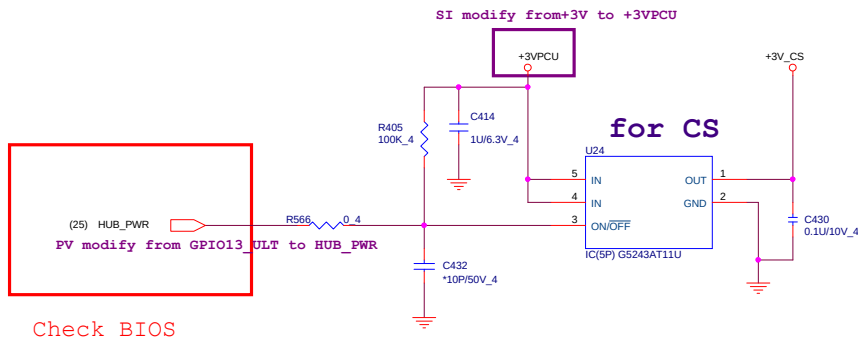 SI modify from+3V to +3VPCU
+3VPCU
+3V_CS
R405
100K_4
C414
1U/6.3V_4
for CS
U24
5
IN
OUT
1
4
IN
GND
2
3
ON/OFF
IC(5P) G5243AT11U
C430
0.1U/10V_4
(25)
HUB_PWR
R566
0_4
PV modify from GPIO13_ULT to HUB_PWR
C432
*10P/50V_4
Check BIOS